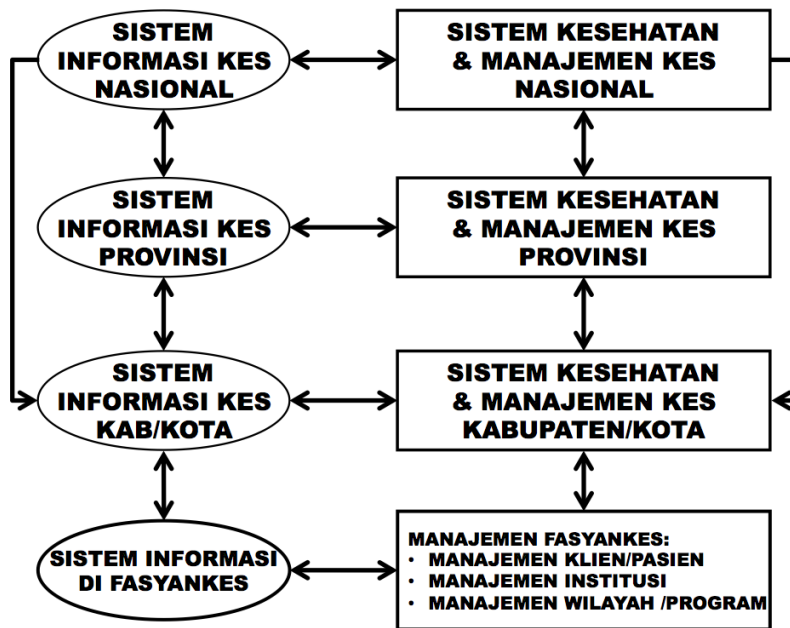 SISTEM
INFORMASI KES
NASIONAL
SISTEM KESEHATAN
& MANAJEMEN KES
NASIONAL
SISTEM
INFORMASI KES
PROVINSI
SISTEM KESEHATAN
& MANAJEMEN KES
PROVINSI
SISTEM
INFORMASI KES
KAB/KOTA
SISTEM KESEHATAN
& MANAJEMEN KES
KABUPATEN/KOTA
SISTEM INFORMASI
DI FASYANKES
MANAJEMEN FASYANKES:
• MANAJEMEN KLIEN/PASIEN
• MANAJEMEN INSTITUSI
• MANAJEMEN WILAYAH /PROGRAM